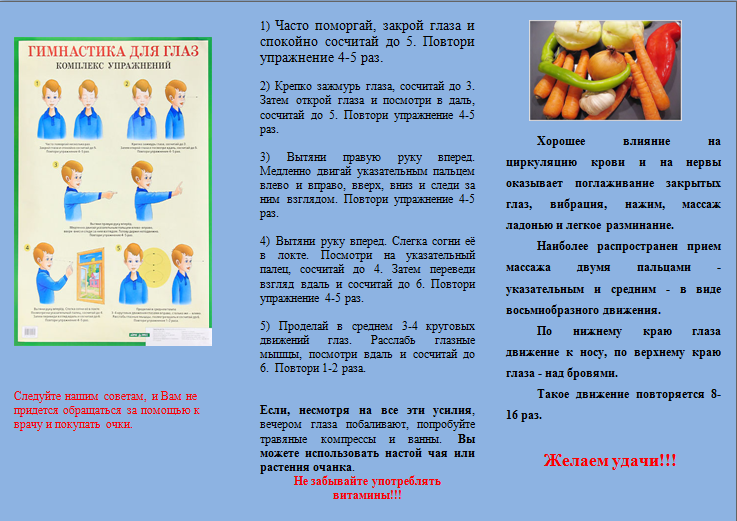 ГИМНАСТИКА ДЛЯ ГЛАЗ
КОМПЛЕКС УПРАЖНЕНИЙ
1
2
3
4
5
Следуйте нашим советам, и Вам не
придется обращаться за помощью к
врачу и покупать очки.
1) Часто поморгай, закрой глаза и
спокойно сосчитай до 5. Повтори
упражнение 4-5 раз.
2) Крепко зажмурь глаза, сосчитай до 3.
Затем открой глаза и посмотри в даль,
сосчитай до 5. Повтори упражнение 4-5
раз.
3) Вытяни правую руку вперед.
Медленно двигай указательным пальцем
влево и вправо, вверх, вниз и следи за
ним взглядом. Повтори упражнение 4-5
раз.
4) Вытяни руку вперед. Слегка согни её
в локте. Посмотри на указательный
палец, сосчитай до 4. Затем переведи
взгляд вдаль и сосчитай до 6. Повтори
упражнение 4-5 раз.
5) Проделай в среднем 3-4 круговых
движений глаз. Расслабь глазные
мышцы, посмотри вдаль и сосчитай до
6. Повтори 1-2 раза.
Если, несмотря на все эти усилия,
вечером глаза побаливают, попробуйте
травяные компрессы и ванны. Вы
можете использовать настой чая или
растения очанка.
Не забывайте употреблять
витамины!!!
Хорошее влияние на
циркуляцию крови и на нервы
оказывает поглаживание закрытых
глаз, вибрация, нажим, массаж
ладонью и легкое разминание.
Наиболее распространен прием
массажа двумя пальцами -
указательным и средним - в виде
восьмиобразного движения.
По нижнему краю глаза
движение к носу, по верхнему краю
глаза - над бровями.
Такое движение повторяется 8-
16 раз.
Желаем удачи!!!